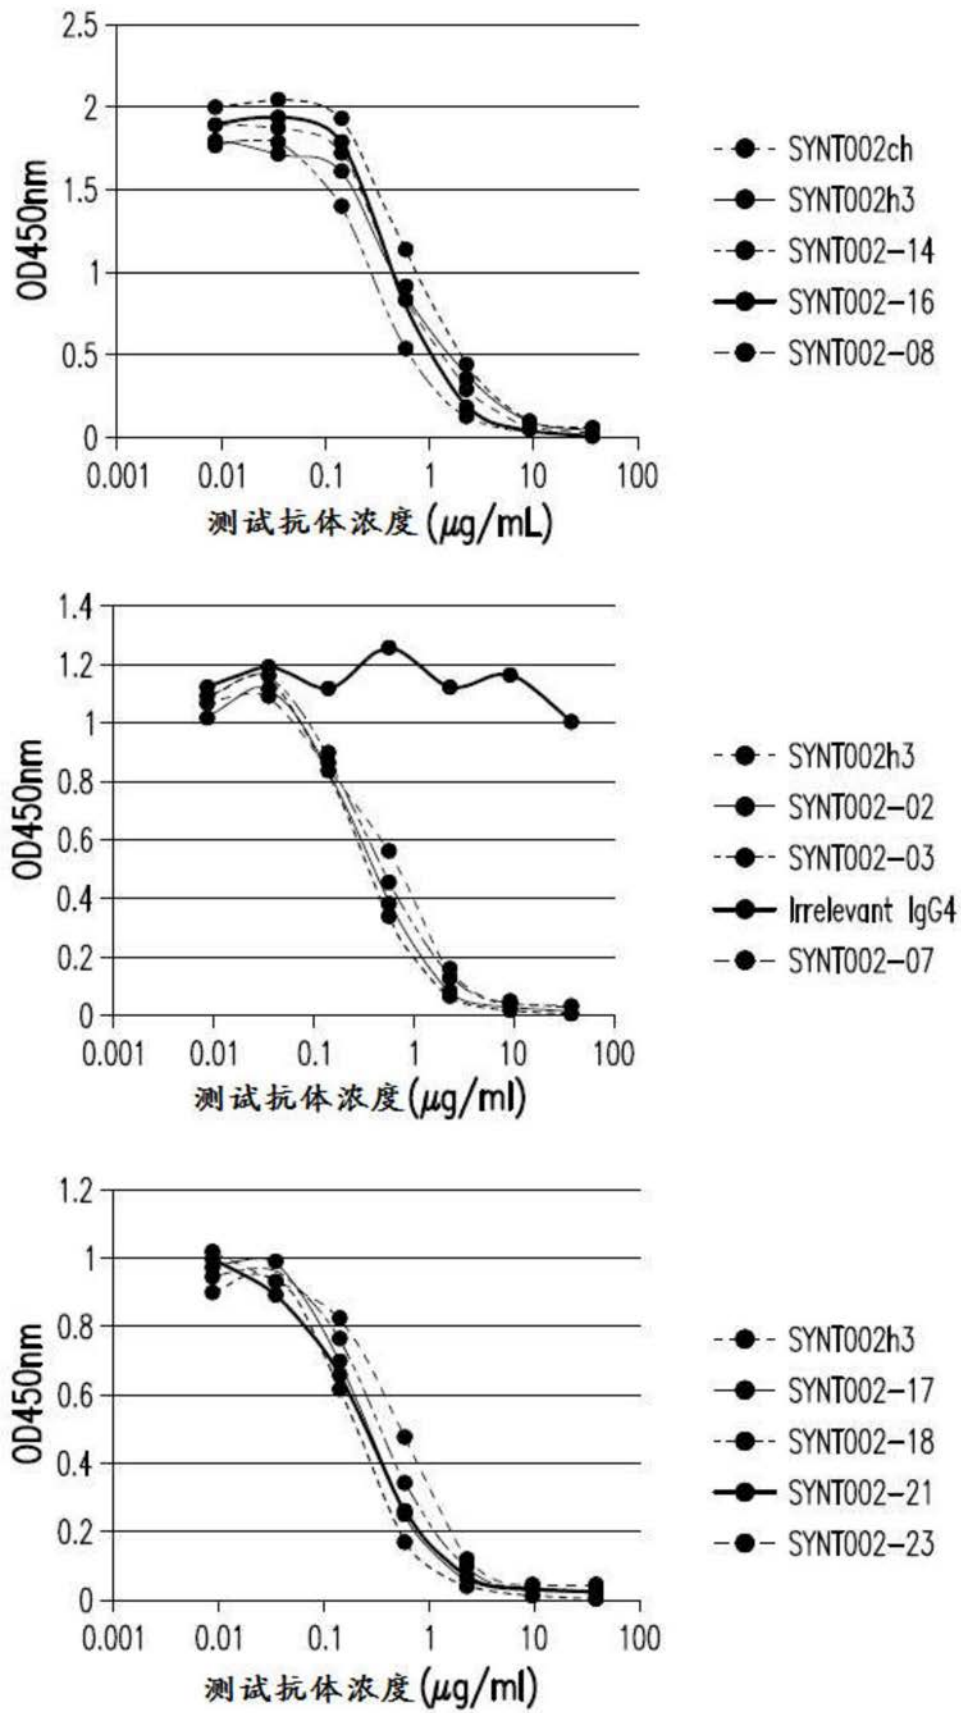 2.5
2
1.5
1
0.5
0
OD450nm
0.001 0.01 0.1 1 10 100
测试抗体浓度 (μg/mL)
SYNT002ch
SYNT002h3
SYNT002-14
SYNT002-16
SYNT002-08
1.4
1.2
1
0.8
0.6
0.4
0.2
0
OD450nm
0.001 0.01 0.1 1 10 100
测试抗体浓度(μg/ml)
SYNT002h3
SYNT002-02
SYNT002-03
Irrelevant IgG4
SYNT002-07
1.2
1
0.8
0.6
0.4
0.2
0
OD450nm
0.001 0.01 0.1 1 10 100
测试抗体浓度(μg/ml)
SYNT002h3
SYNT002-17
SYNT002-18
SYNT002-21
SYNT002-23